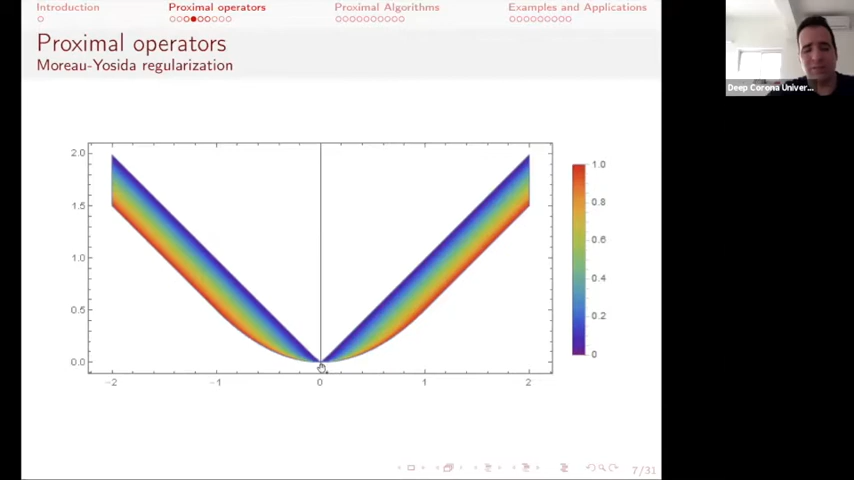 Introduction
Proximal operators
Proximal Algorithms
Examples and Applications
Proximal operators
Moreau-Yosida regularization
2.0
1.5
1.0
0.5
0.0
-2
-1
0
1
2
1.0
0.8
0.6
0.4
0.2
0
7/31
Deep Corona Univer...